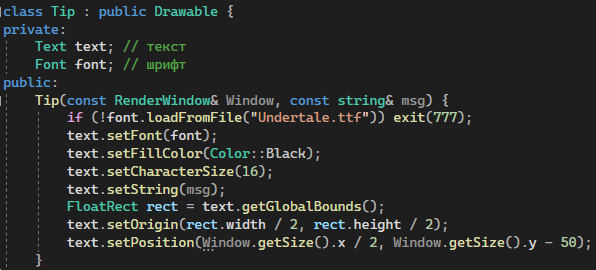 class Tip : public Drawable {
private:
    Text text; // текст
    Font font; // шрифт
public:
    Tip(const RenderWindow& Window, const string& msg) {
        if (!font.loadFromFile("Undertale.ttf")) exit(777);
        text.setFont(font);
        text.setFillColor(Color::Black);
        text.setCharacterSize(16);
        text.setString(msg);
        FloatRect rect = text.getGlobalBounds();
        text.setOrigin(rect.width / 2, rect.height / 2);
        text.setPosition(Window.getSize().x / 2, Window.getSize().y - 50);
    }